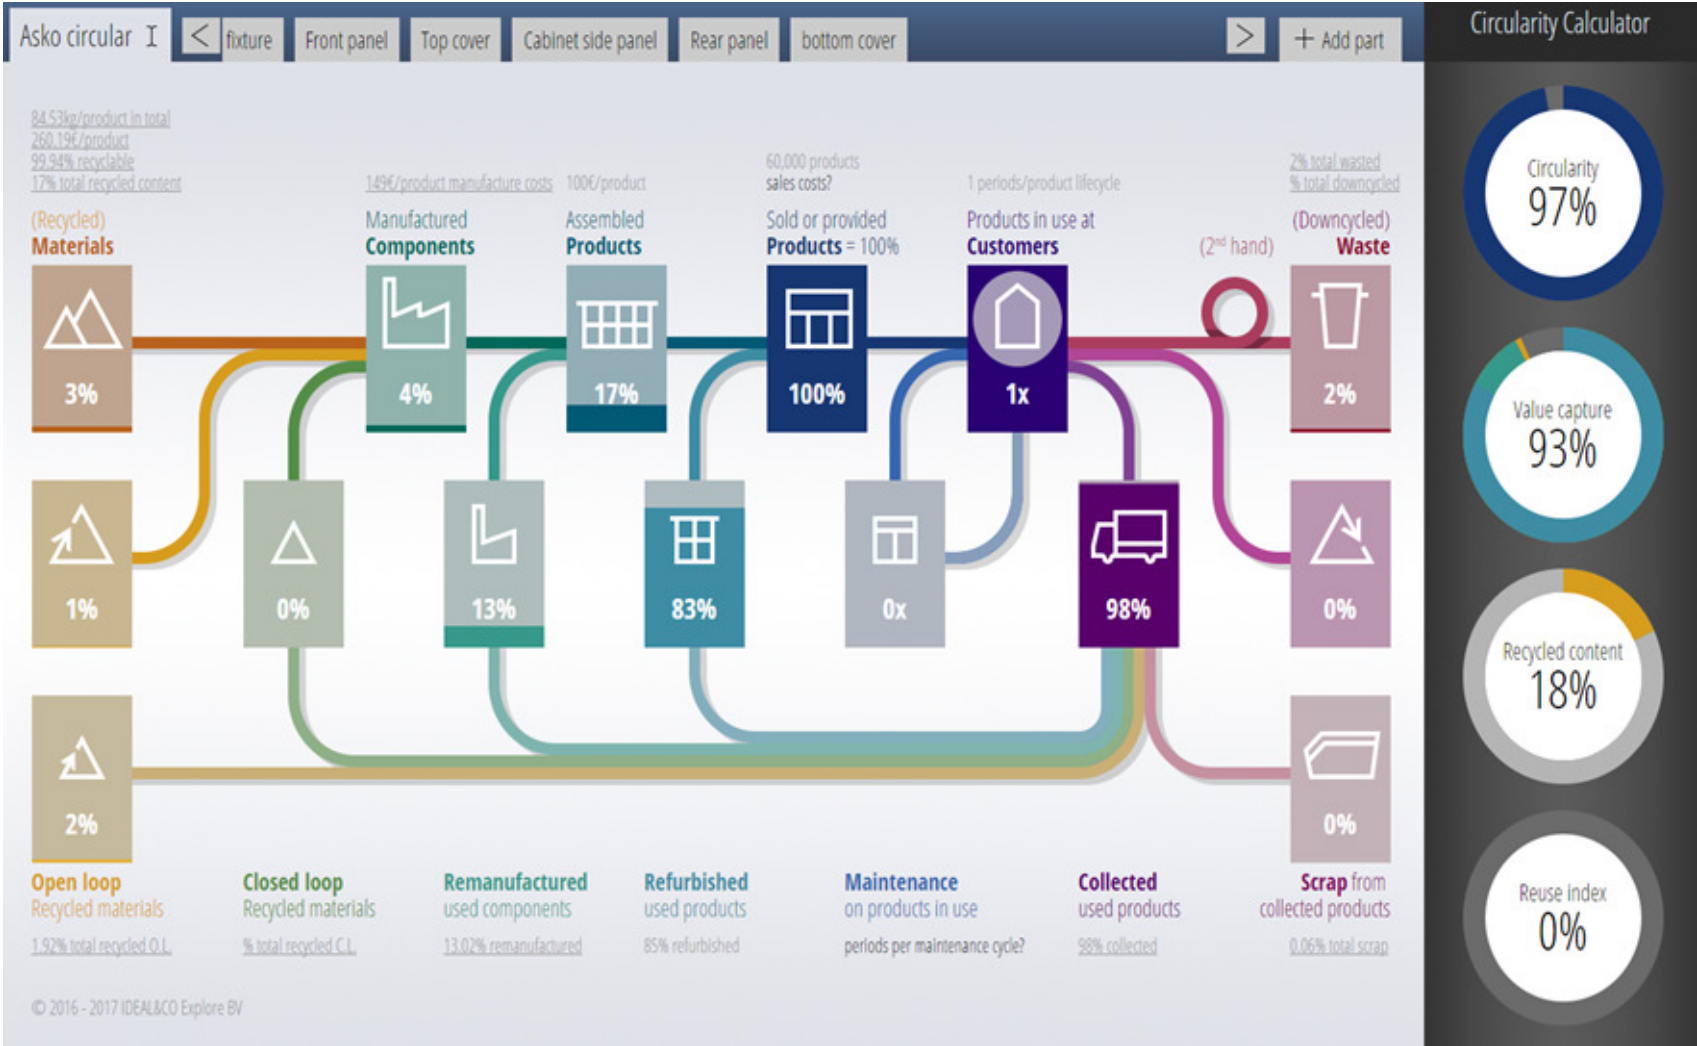 Asko circular
<
fixture
Front panel
Top cover
Cabinet side panel
Rear panel
bottom cover
>
+ Add part
Circularity Calculator
84.53kg/product in total
260.19€/product
99.94% recyclable
17% total recycled content
149€/product manufacture costs
100€/product
60,000 products
sales costs?
1 periods/product lifecycle
2% total wasted
% total downcycled
(Recycled)
Materials
Manufactured
Components
Assembled
Products
Sold or provided
Products = 100%
Products in use at
Customers
(2nd hand)
(Downcycled)
Waste
3%
4%
17%
100%
1x
2%
1%
0%
13%
83%
0x
98%
0%
2%
0%
Open loop
Recycled materials
1.92% total recycled O.L.
Closed loop
Recycled materials
% total recycled C.L.
Remanufactured
used components
13.02% remanufactured
Refurbished
used products
85% refurbished
Maintenance
on products in use
periods per maintenance cycle?
Collected
used products
98% collected
Scrap from
collected products
0.06% total scrap
© 2016 - 2017 IDEAL&CO Explore BV
Circularity
97%
Value capture
93%
Recycled content
18%
Reuse index
0%